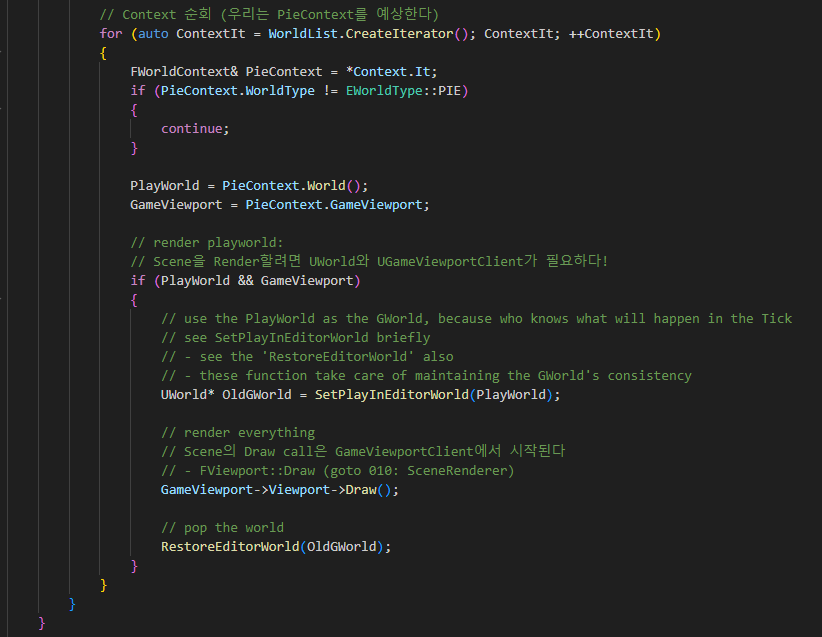 // Context 순회 (우리는 PieContext를 예상한다)
for (auto ContextIt = WorldList.CreateIterator(); ContextIt; ++ContextIt)
{
FWorldContext& PieContext = *Context.It;
if (PieContext.WorldType != EWorldType::PIE)
{
continue;
}
PlayWorld = PieContext.World();
GameViewport = PieContext.GameViewport;
// render playworld:
// Scene을 Render할려면 UWorld와 UGameViewportClient가 필요하다!
if (PlayWorld && GameViewport)
{
// use the PlayWorld as the GWorld, because who knows what will happen in the Tick
// see SetPlayInEditorWorld briefly
// - see the 'RestoreEditorWorld' also
// - these function take care of maintaining the GWorld's consistency
UWorld* OldGWorld = SetPlayInEditorWorld(PlayWorld);
// render everything
// Scene의 Draw call은 GameViewportClient에서 시작된다
// - FViewport::Draw (goto 010: SceneRenderer)
GameViewport->Viewport->Draw();
// pop the world
RestoreEditorWorld(OldGWorld);
}
}
}
}